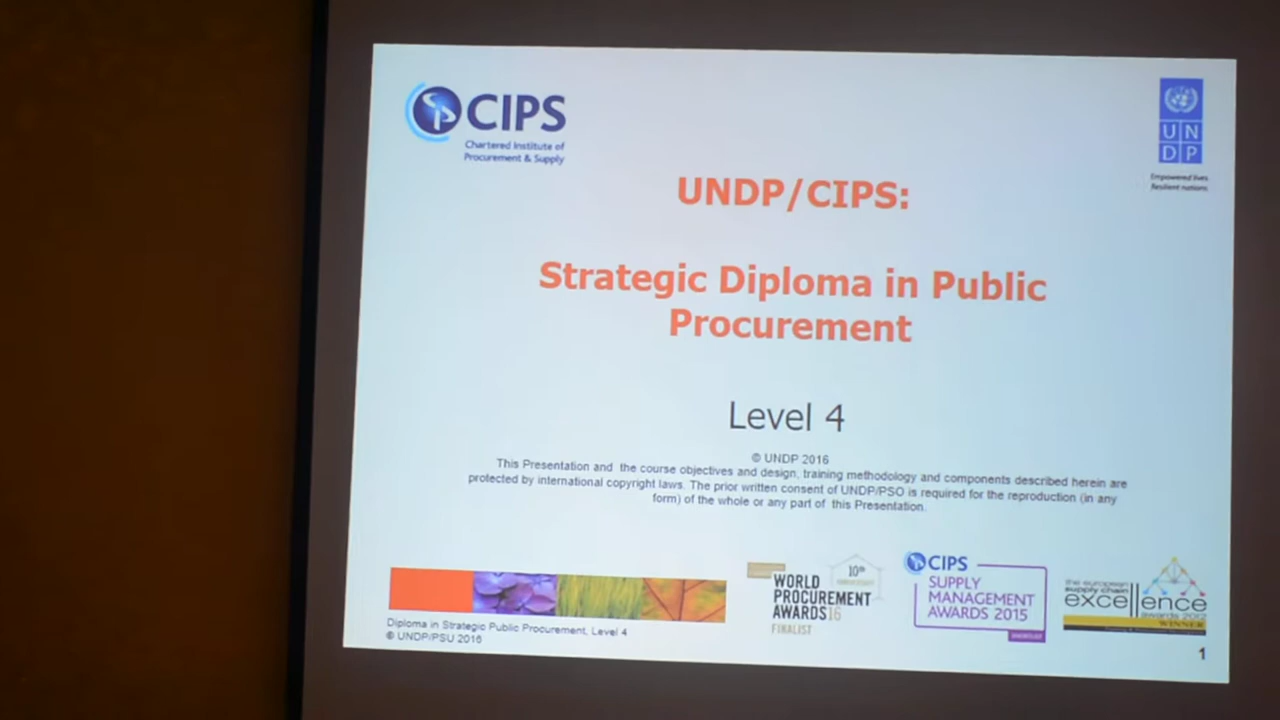 CIPS
Chartered Institute of
Procurement & Supply
UN
DP
Empowered lives.
Resilient nations.
UNDP/CIPS:
Strategic Diploma in Public
Procurement
Level 4
© UNDP 2016
This Presentation and the course objectives and design, training methodology and components described herein are
protected by international copyright laws. The prior written consent of UNDP/PSO is required for the reproduction (in any
form) of the whole or any part of this Presentation.
10th
WORLD
PROCUREMENT
AWARDS16
FINALIST
CIPS
SUPPLY
MANAGEMENT
AWARDS 2015
the european
supply chain
excellence
awards 2012
WINNER
Diploma in Strategic Public Procurement, Level 4
© UNDP/PSU 2016
1